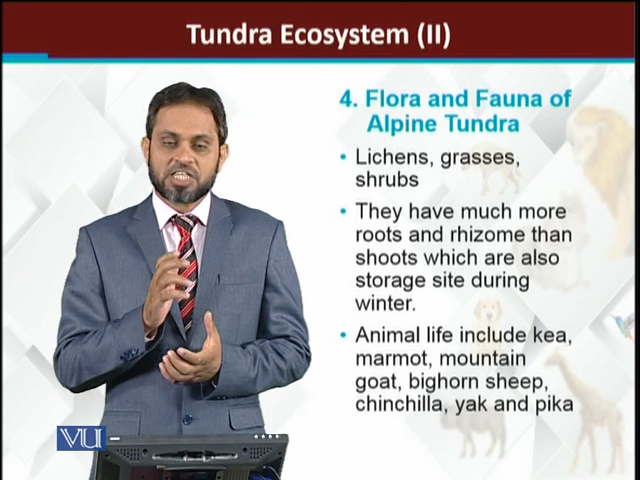 Tundra Ecosystem (II)
4. Flora and Fauna of
Alpine Tundra
• Lichens, grasses,
shrubs
• They have much more
roots and rhizome than
shoots which are also
storage site during
winter.
• Animal life include kea,
marmot, mountain
goat, bighorn sheep,
chinchilla, yak and pika
VU